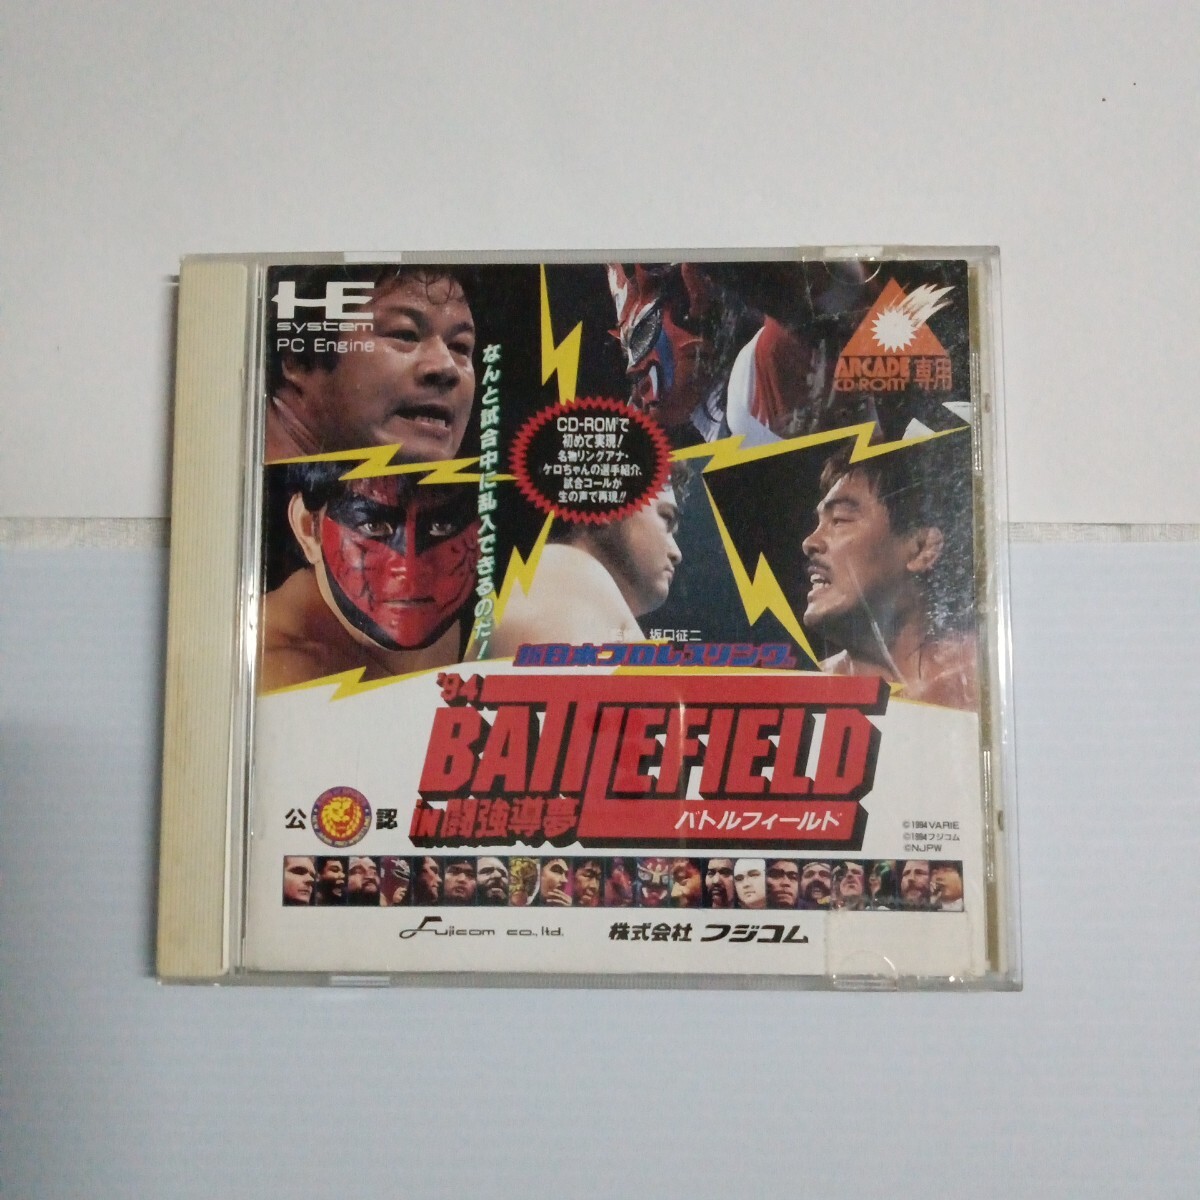 HE
system
PC Engine
ARCADE
CD-ROM² 専用
なんと試合中に乱入できるのだ!
CD-ROM²で
初めて実現!
名物リングアナ・
ケロちゃんの選手紹介、
試合コールが
生の声で再現!!
坂口征二
新日本プロレスリング
'94
BATTLEFIELD
in 闘強導夢
バトルフィールド
公認
©1994 VARIE
©1994 フジコム
©NJPW
Fujicom co., ltd.
株式会社 フジコム